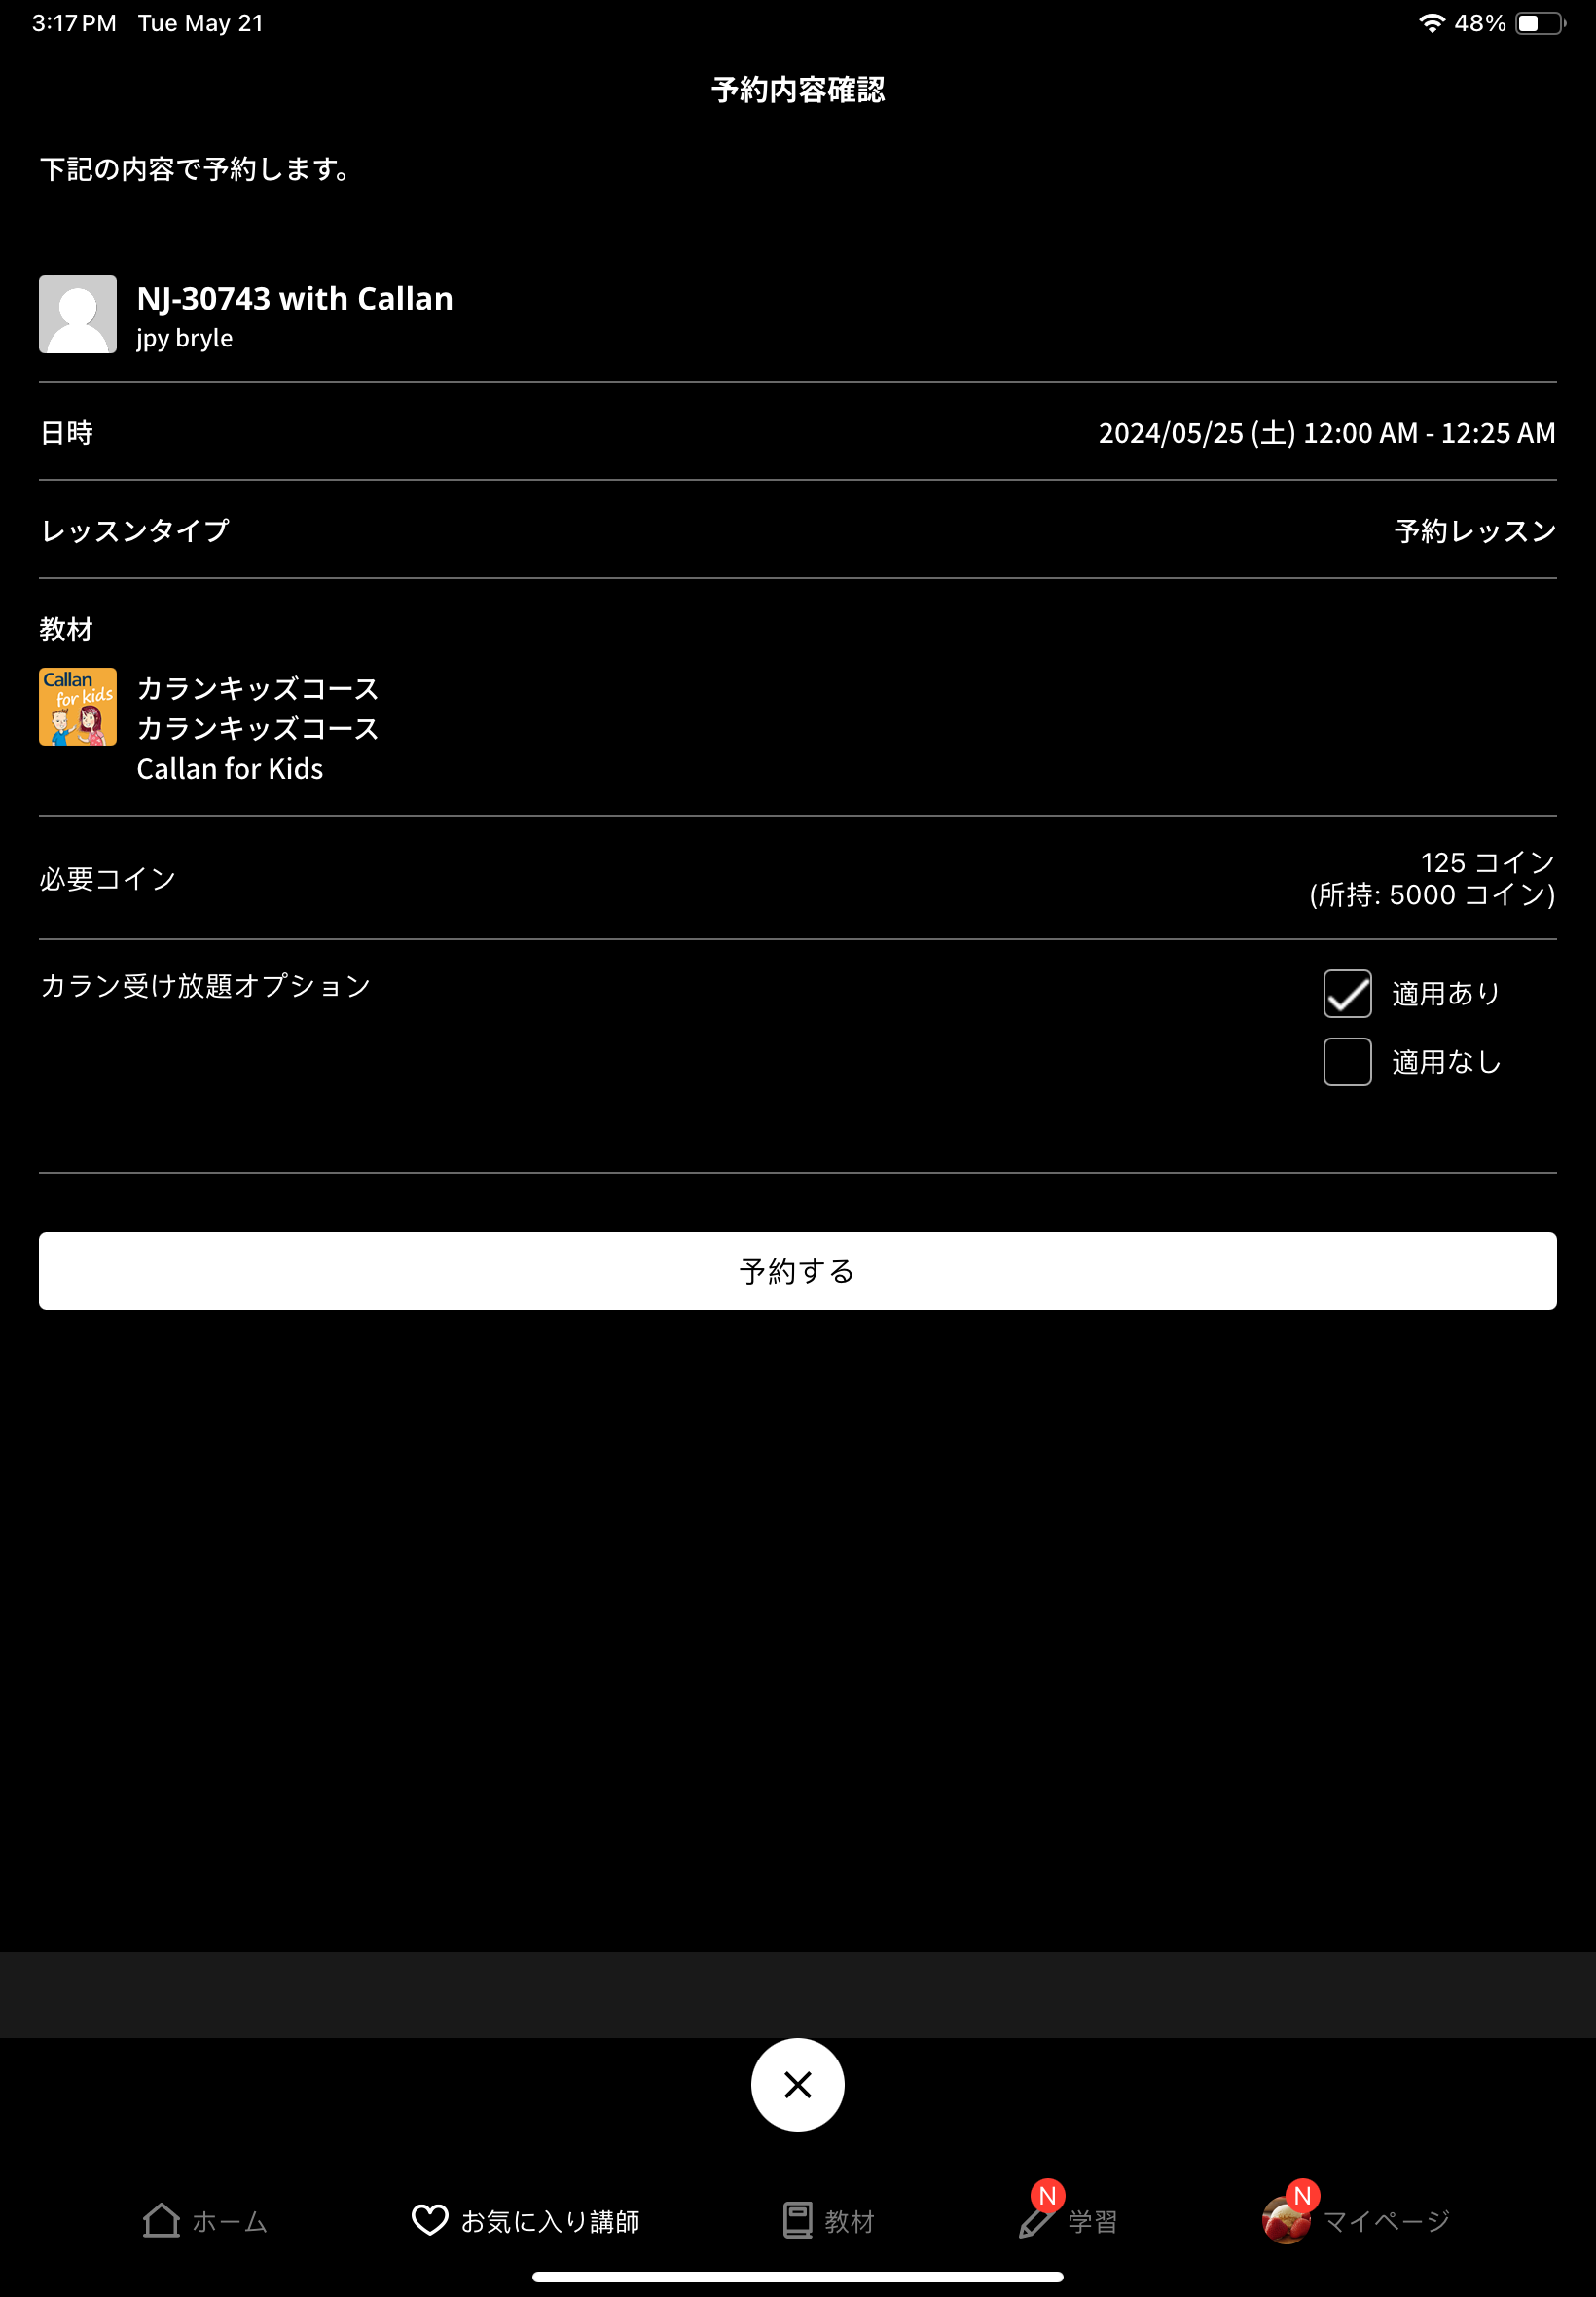 3:17 PM Tue May 21
48%
予約内容確認
下記の内容で予約します。
NJ-30743 with Callan
jpy bryle
日時
2024/05/25 (土) 12:00 AM - 12:25 AM
レッスンタイプ
予約レッスン
教材
Callan
for kids
カランキッズコース
カランキッズコース
Callan for Kids
必要コイン
125 コイン
(所持: 5000 コイン)
カラン受け放題オプション
適用あり
適用なし
予約する
ホーム
お気に入り講師
教材
N
学習
N
マイページ